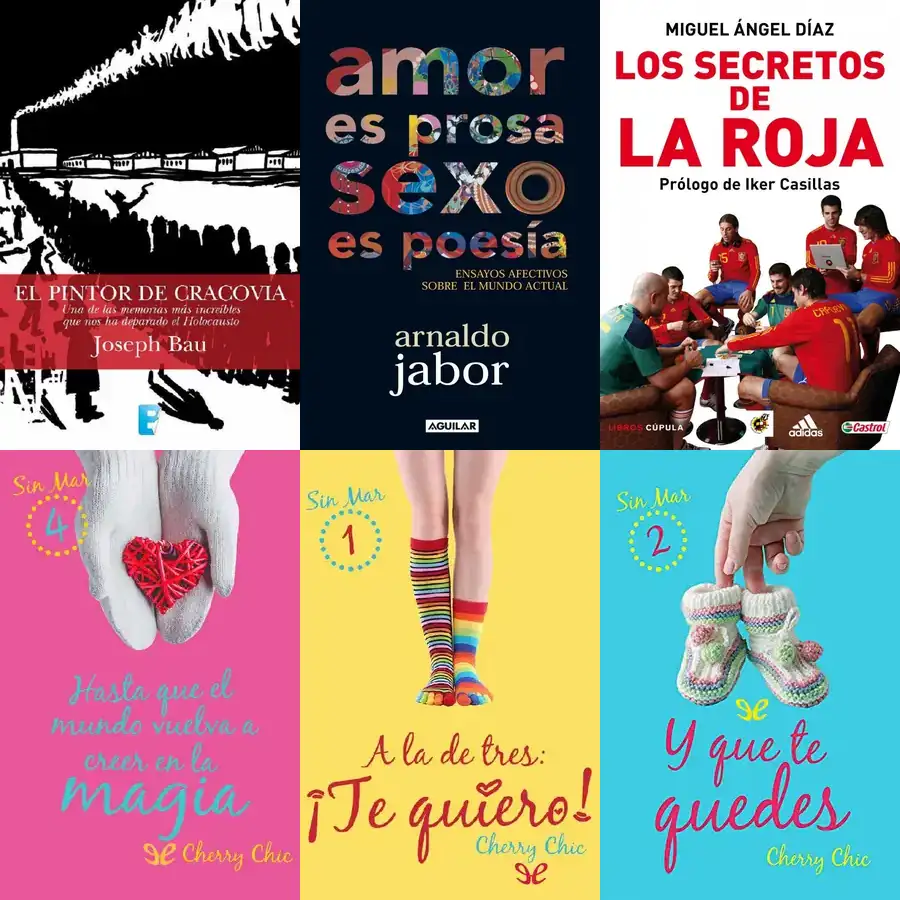 EL PINTOR DE CRACOVIA
Una de las memorias más increíbles
que nos ha deparado el Holocausto
Joseph Bau
B
amor
es prosa
sexo
es poesía
ENSAYOS AFECTIVOS
SOBRE EL MUNDO ACTUAL
arnaldo
jabor
AGUILAR
MIGUEL ÁNGEL DÍAZ
LOS SECRETOS
DE
LA ROJA
Prólogo de Iker Casillas
15
11
LIBROS CÚPULA
adidas
Castrol
Sin Mar
4
Hasta que el
mundo vuelva a
creer en la
magia
Cherry Chic
Sin Mar
1
A la de tres:
¡Te quiero!
Cherry Chic
Sin Mar
2
Y que te
quedes
Cherry Chic